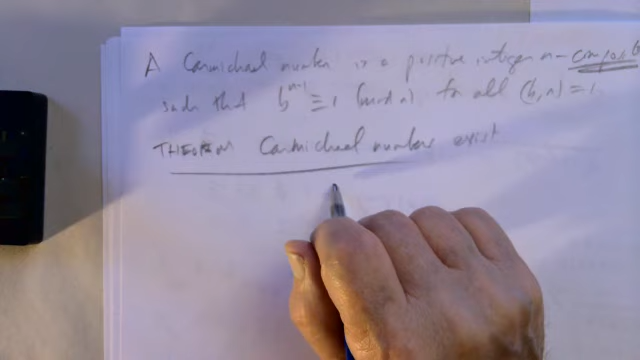 A Carmichael number is a positive integer n - composite
such that b^{n-1} ≡ 1 (mod n) for all (b,n) = 1.
THEOREM Carmichael numbers exist